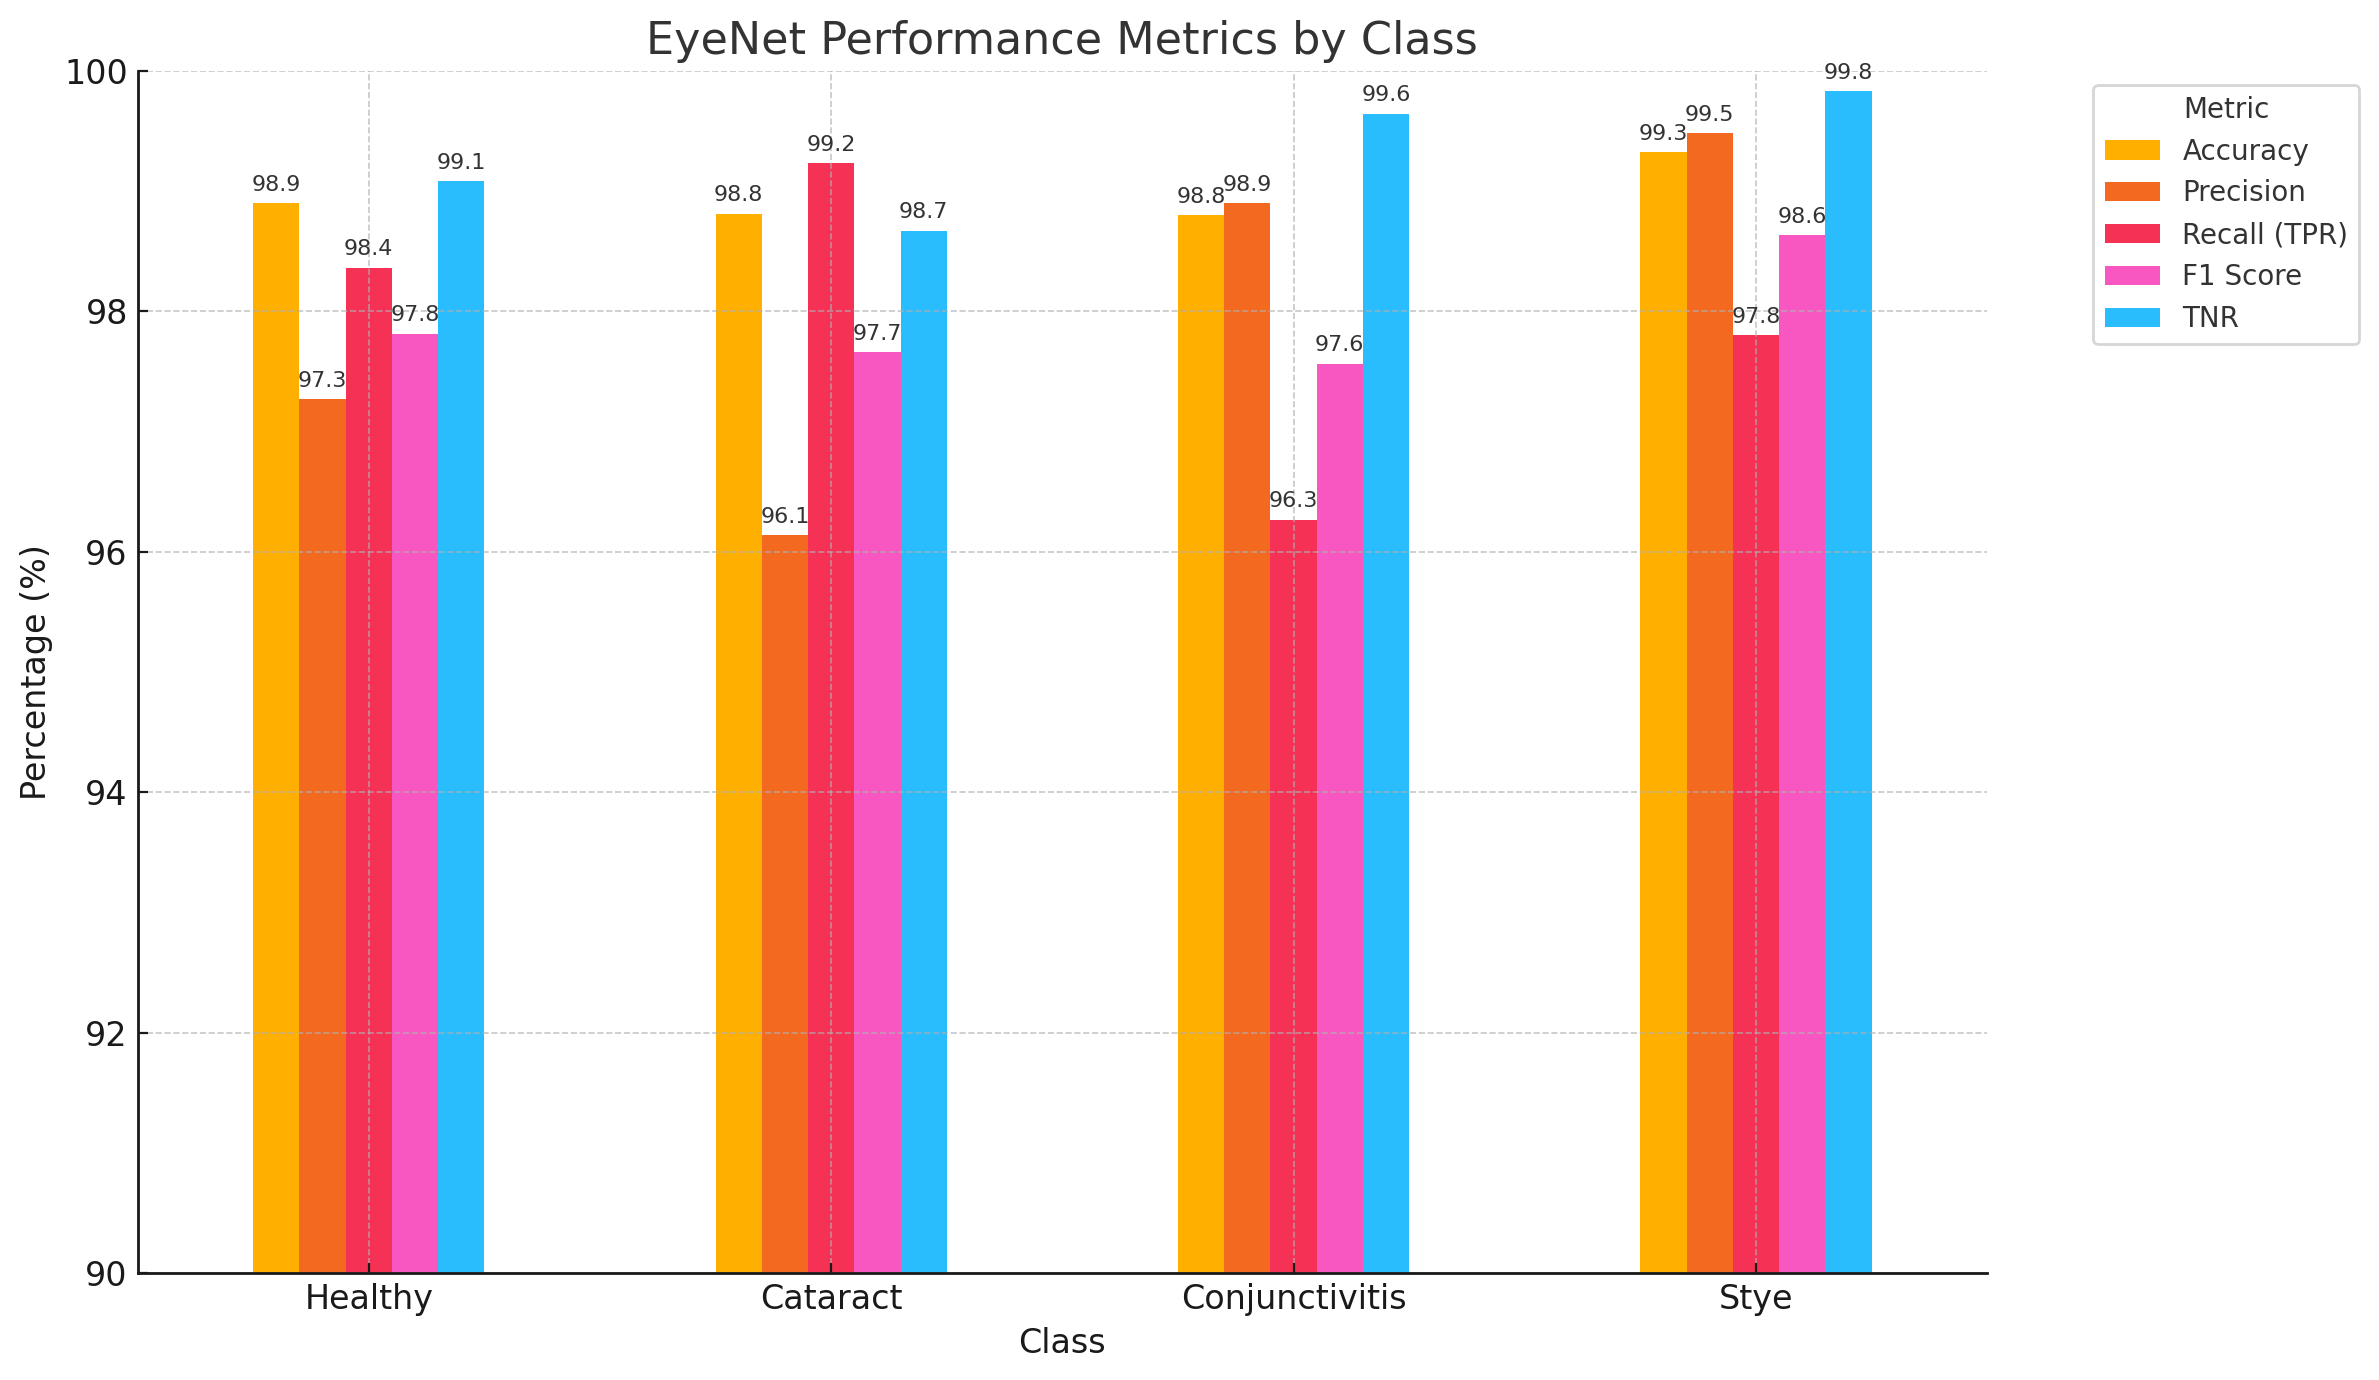 EyeNet Performance Metrics by Class
Percentage (%)
100
98
96
94
92
90
98.9
97.3
98.4
97.8
99.1
98.8
96.1
99.2
97.7
98.7
98.8
98.9
96.3
97.6
99.6
99.3
99.5
97.8
98.6
99.8
Healthy
Cataract
Conjunctivitis
Stye
Class
Metric
Accuracy
Precision
Recall (TPR)
F1 Score
TNR